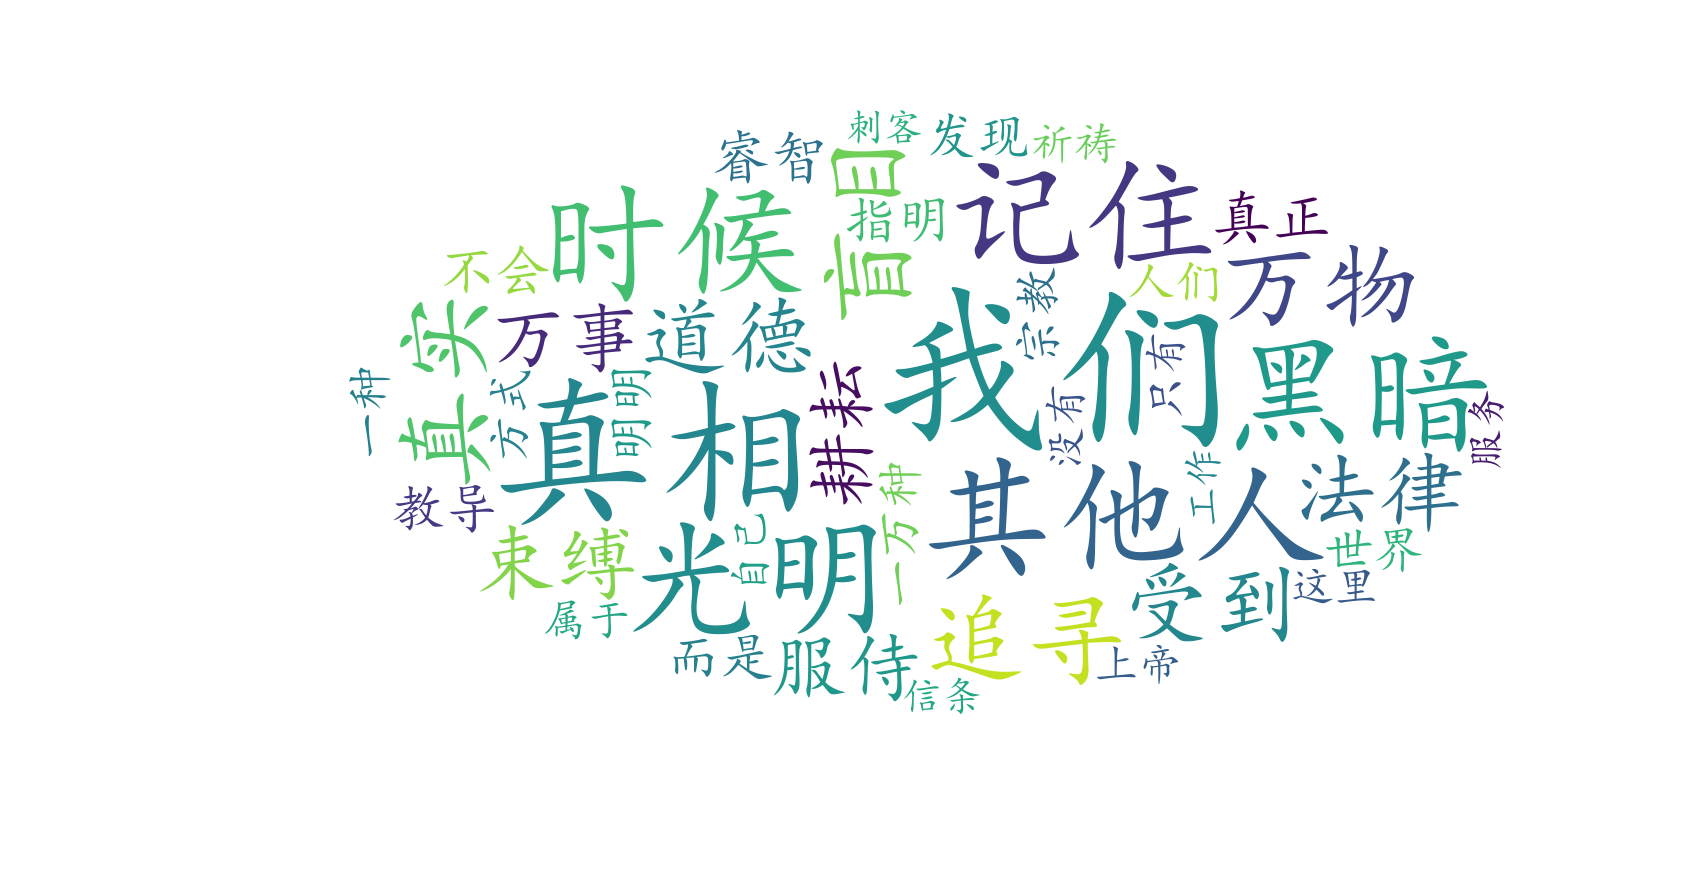 刺客
发现
祈祷
睿智
盲目
记住
时候
指明
真正
不会
人们
万物
万事
道德
宗教
真实
我们
黑暗
只有
一种
方式
明明
真相
耕耘
没有
服务
教导
其他人
工作
法律
一万种
束缚
光明
自己
世界
受到
这里
属于
追寻
而是
服侍
上帝
信条